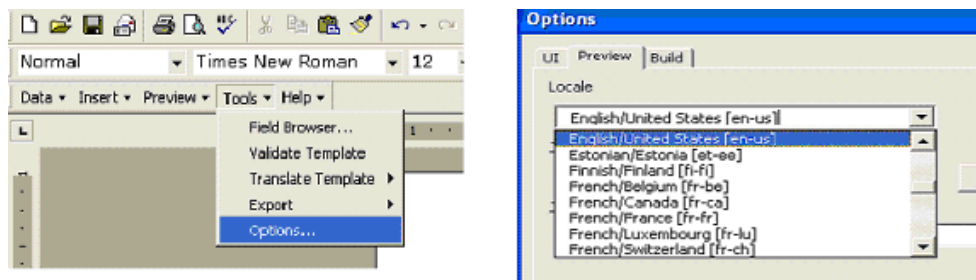 Normal Times New Roman 12
Data Insert Preview Tools Help
Field Browser...
Validate Template
Translate Template
Export
Options...
1
Options
UI Preview Build
Locale
English/United States [en-us]
English/United States [en-us]
Estonian/Estonia [et-ee]
Finnish/Finland [fi-fi]
French/Belgium [fr-be]
French/Canada [fr-ca]
French/France [fr-fr]
French/Luxembourg [fr-lu]
French/Switzerland [fr-ch]